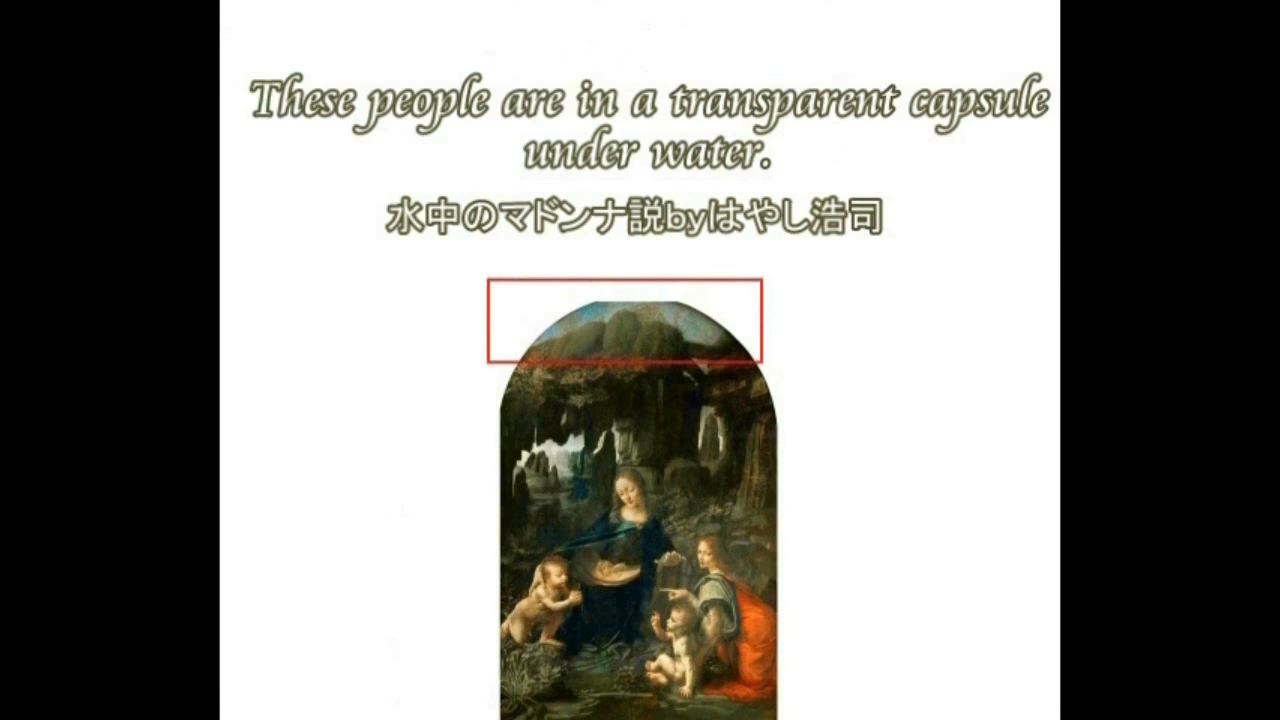 These people are in a transparent capsule
under water.
水中のマドンナ説byはやし浩司